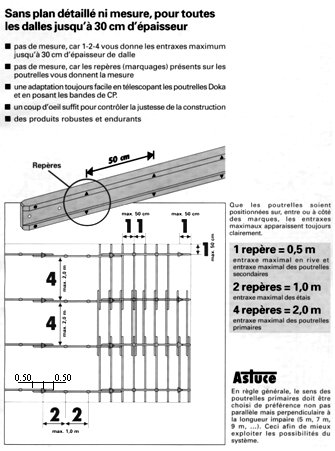 Sans plan détaillé ni mesure, pour toutes
les dalles jusqu'à 30 cm d'épaisseur
pas de mesure, car 1-2-4 vous donne les entraxes maximum
jusqu'à 30 cm d'épaisseur de dalle
pas de mesure, car les repères (marquages) présents sur les
poutrelles vous donnent la mesure
une adaptation toujours facile en télescopant les poutrelles Doka
et en posant les bandes de CP.
un coup d'oeil suffit pour contrôler la justesse de la construction
des produits robustes et endurants
Repères
50 cm
max. 50 cm
max. 50 cm
11
1
1
max. 50 cm
4
max. 2,0 m
4
max. 2,0 m
0.50
0.50
2
2
max. 1,0 m
Que les poutrelles soient
positionnées sur, entre ou à côté
des marques, les entraxes
maximaux apparaissent toujours
clairement.
1 repère = 0,5 m
entraxe maximal en rive et
entraxe maximal des poutrelles
secondaires
2 repères = 1,0 m
entraxe maximal des étais
4 repères = 2,0 m
entraxe maximal des poutrelles
primaires
Astuce
En règle générale, le sens des
poutrelles primaires doit être
choisi de préférence non pas
parallèle mais perpendiculaire à
la longueur impaire (5 m, 7 m,
9 m, ...). Ceci afin de mieux
exploiter les possibilités du
système.